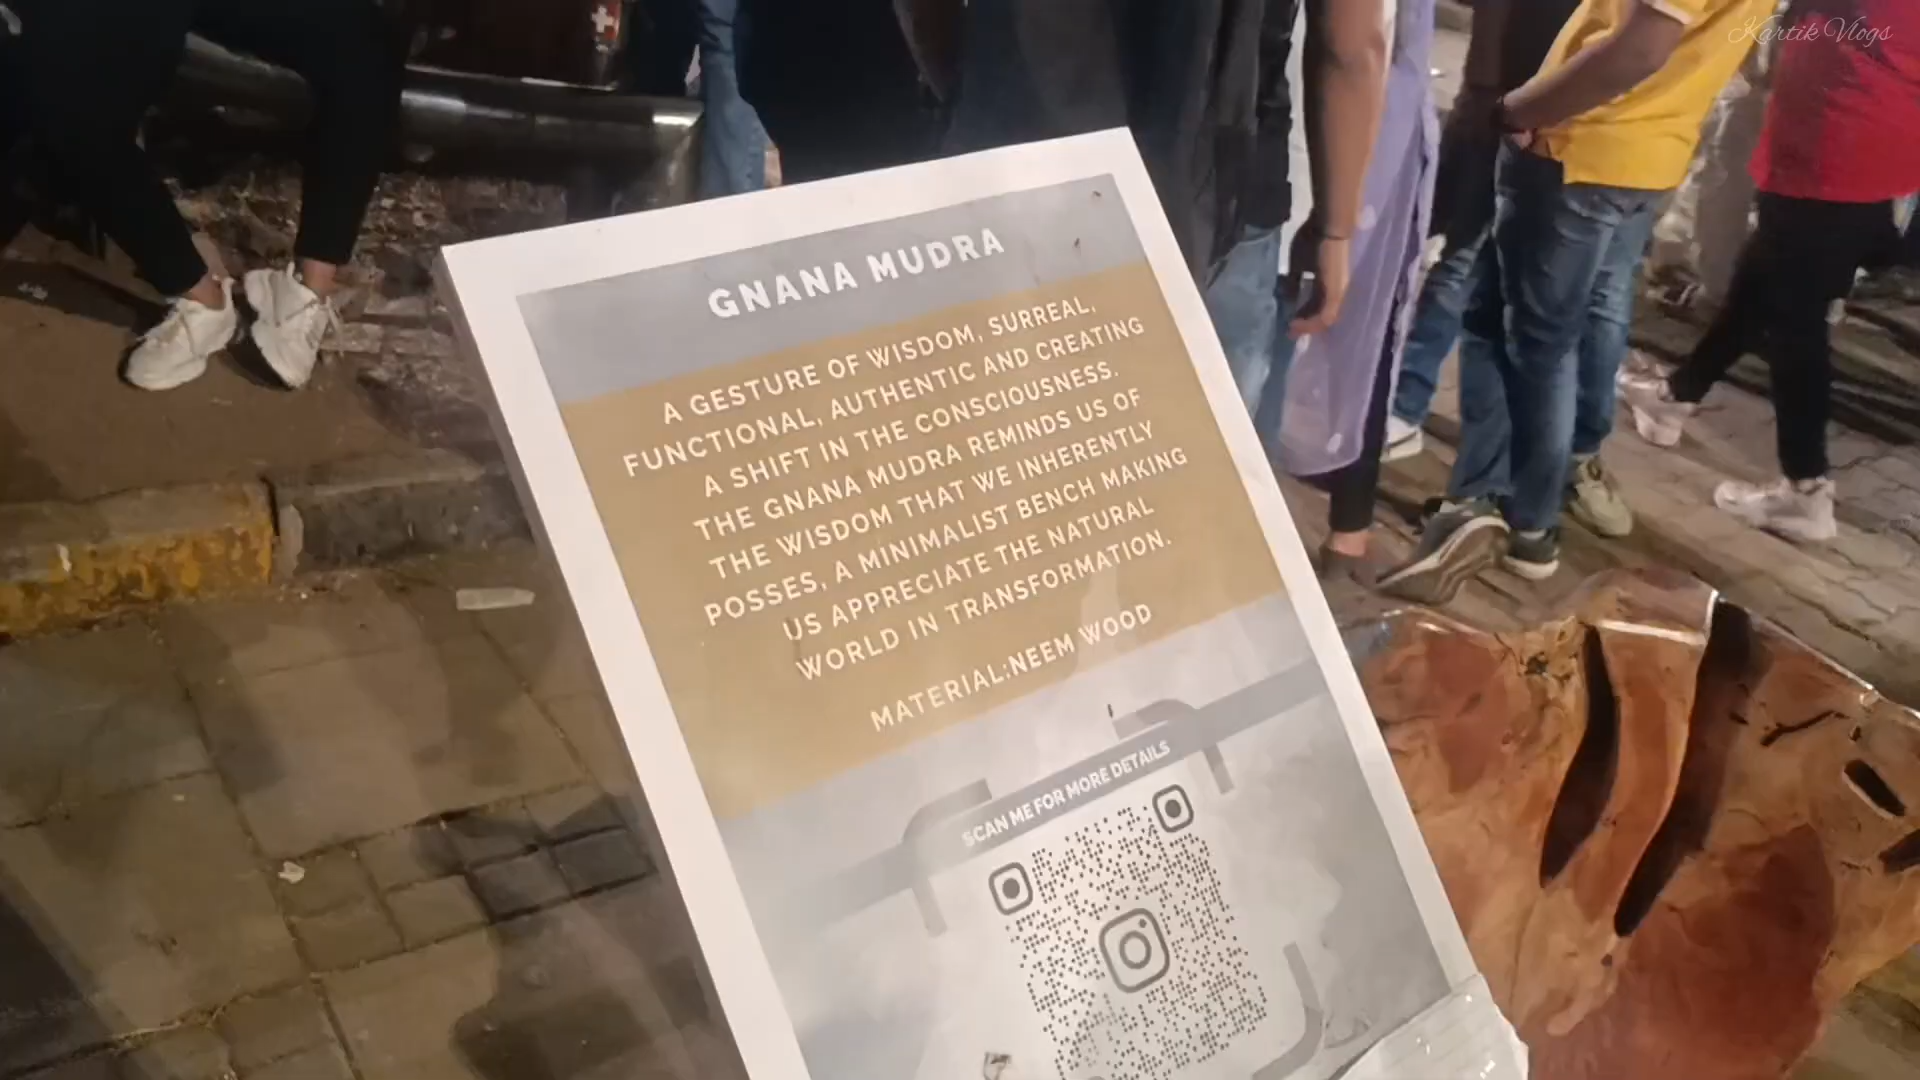 Kartik Vlogs
GNANA MUDRA
A GESTURE OF WISDOM, SURREAL,
FUNCTIONAL, AUTHENTIC AND CREATING
A SHIFT IN THE CONSCIOUSNESS.
THE GNANA MUDRA REMINDS US OF
THE WISDOM THAT WE INHERENTLY
POSSES, A MINIMALIST BENCH MAKING
US APPRECIATE THE NATURAL
WORLD IN TRANSFORMATION.
MATERIAL:NEEM WOOD
SCAN ME FOR MORE DETAILS